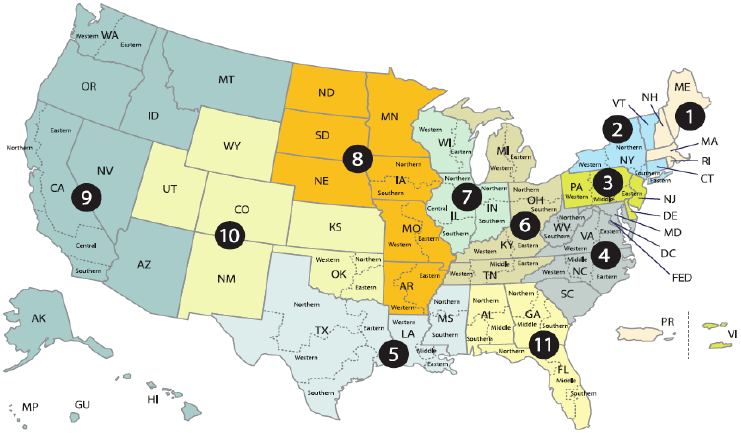 WA
Western
Eastern
MT
OR
ID
ND
MN
SD
8
NE
WY
Northern
Eastern
NV
CA
9
Central
Southern
UT
CO
10
KS
AZ
NM
Northern
IA
Southern
MO
Western
Eastern
AR
Eastern
Western
Western
WI
Eastern
MI
Western
Eastern
Northern
7
Northern
Central
IL
IN
Southern
Southern
Northern
OH
Southern
6
KY
Western
Eastern
Middle
Western
Eastern
TN
ME
1
VT
NH
2
Northern
Western
NY
Southern
Eastern
MA
RI
CT
3
PA
Western
Middle
Eastern
NJ
DE
MD
DC
FED
Northern
WV
Southern
VA
Eastern
Western
4
Middle
Western
NC
Eastern
SC
Western
Northern
OK
Eastern
Northern
TX
Eastern
Western
Southern
Western
LA
5
Middle
Eastern
Northern
MS
Southern
Northern
AL
Middle
Southern
Northern
GA
Middle
Southern
11
Northern
FL
Middle
Southern
AK
HI
MP
GU
PR
VI